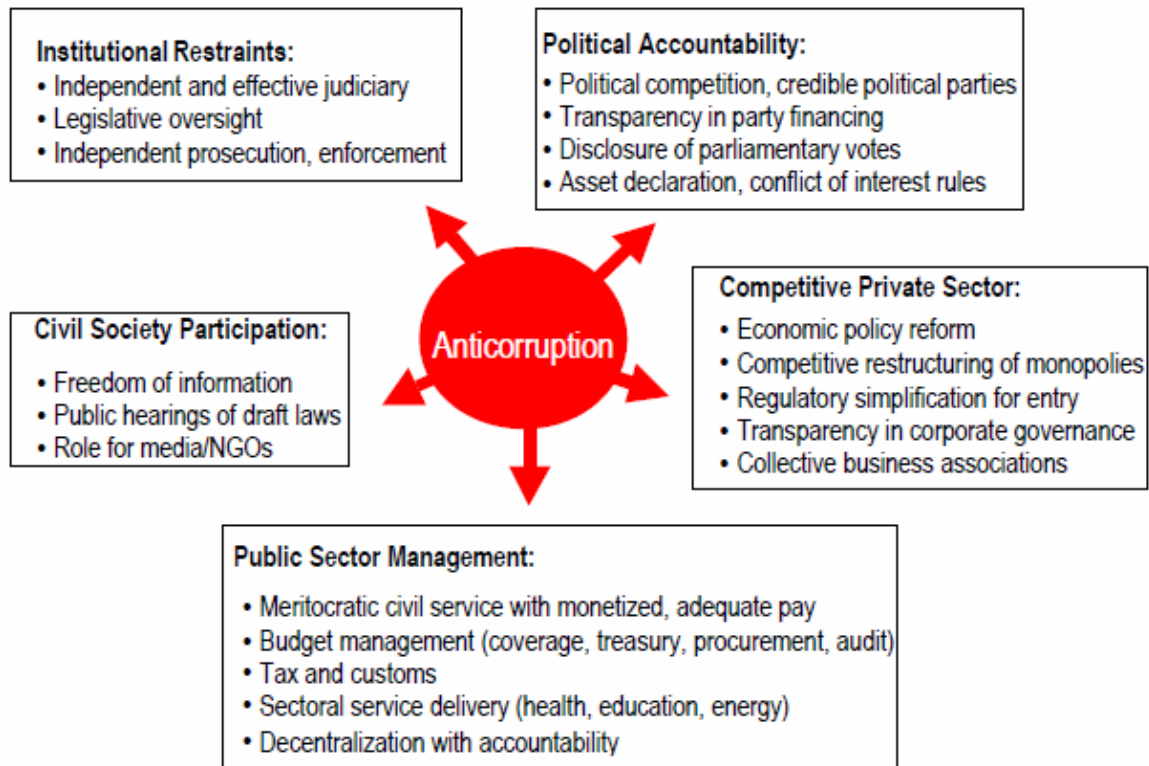 Institutional Restraints:
• Independent and effective judiciary
• Legislative oversight
• Independent prosecution, enforcement
Political Accountability:
• Political competition, credible political parties
• Transparency in party financing
• Disclosure of parliamentary votes
• Asset declaration, conflict of interest rules
Anticorruption
Civil Society Participation:
• Freedom of information
• Public hearings of draft laws
• Role for media/NGOs
Competitive Private Sector:
• Economic policy reform
• Competitive restructuring of monopolies
• Regulatory simplification for entry
• Transparency in corporate governance
• Collective business associations
Public Sector Management:
• Meritocratic civil service with monetized, adequate pay
• Budget management (coverage, treasury, procurement, audit)
• Tax and customs
• Sectoral service delivery (health, education, energy)
• Decentralization with accountability